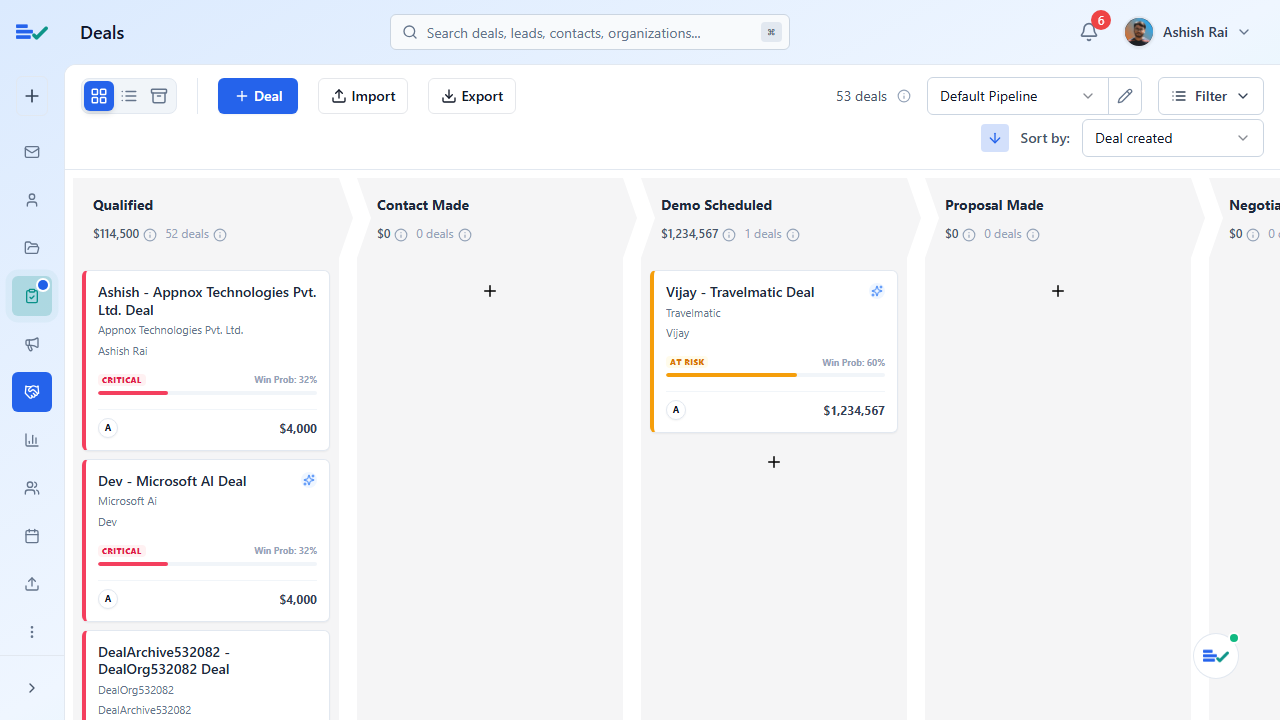 Deals
Search deals, leads, contacts, organizations...
⌘
6
Ashish Rai
Deal
Import
Export
53 deals
Default Pipeline
Filter
Sort by:
Deal created
Qualified
$114,500
52 deals
Contact Made
$0
0 deals
Demo Scheduled
$1,234,567
1 deals
Proposal Made
$0
0 deals
Negotia
$0
0
Ashish - Appnox Technologies Pvt.
Ltd. Deal
Appnox Technologies Pvt. Ltd.
Ashish Rai
CRITICAL
Win Prob: 32%
A
$4,000
Dev - Microsoft AI Deal
Microsoft Ai
Dev
CRITICAL
Win Prob: 32%
A
$4,000
DealArchive532082 -
DealOrg532082 Deal
DealOrg532082
DealArchive532082
Vijay - Travelmatic Deal
Travelmatic
Vijay
AT RISK
Win Prob: 60%
A
$1,234,567